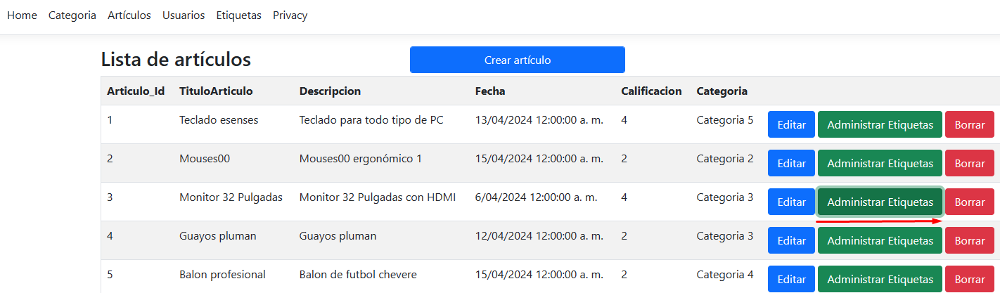 Home Categoria Artículos Usuarios Etiquetas Privacy
Lista de artículos Crear artículo
Articulo_Id TituloArticulo Descripcion Fecha Calificacion Categoria
1 Teclado esenses Teclado para todo tipo de PC 13/04/2024 12:00:00 a. m. 4 Categoria 5 Editar Administrar Etiquetas Borrar
2 Mouses00 Mouses00 ergonómico 1 15/04/2024 12:00:00 a. m. 2 Categoria 2 Editar Administrar Etiquetas Borrar
3 Monitor 32 Pulgadas Monitor 32 Pulgadas con HDMI 6/04/2024 12:00:00 a. m. 4 Categoria 3 Editar Administrar Etiquetas Borrar
4 Guayos pluman Guayos pluman 12/04/2024 12:00:00 a. m. 2 Categoria 3 Editar Administrar Etiquetas Borrar
5 Balon profesional Balon de futbol chevere 15/04/2024 12:00:00 a. m. 2 Categoria 4 Editar Administrar Etiquetas Borrar